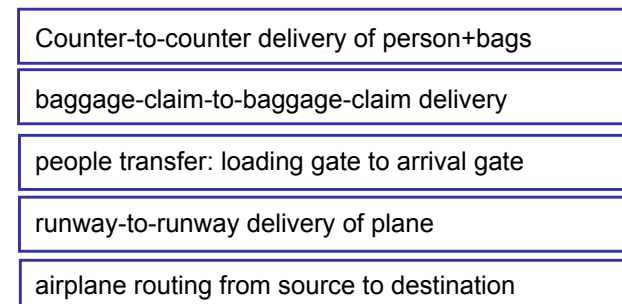 Counter-to-counter delivery of person+bags
baggage-claim-to-baggage-claim delivery
people transfer: loading gate to arrival gate
runway-to-runway delivery of plane
airplane routing from source to destination